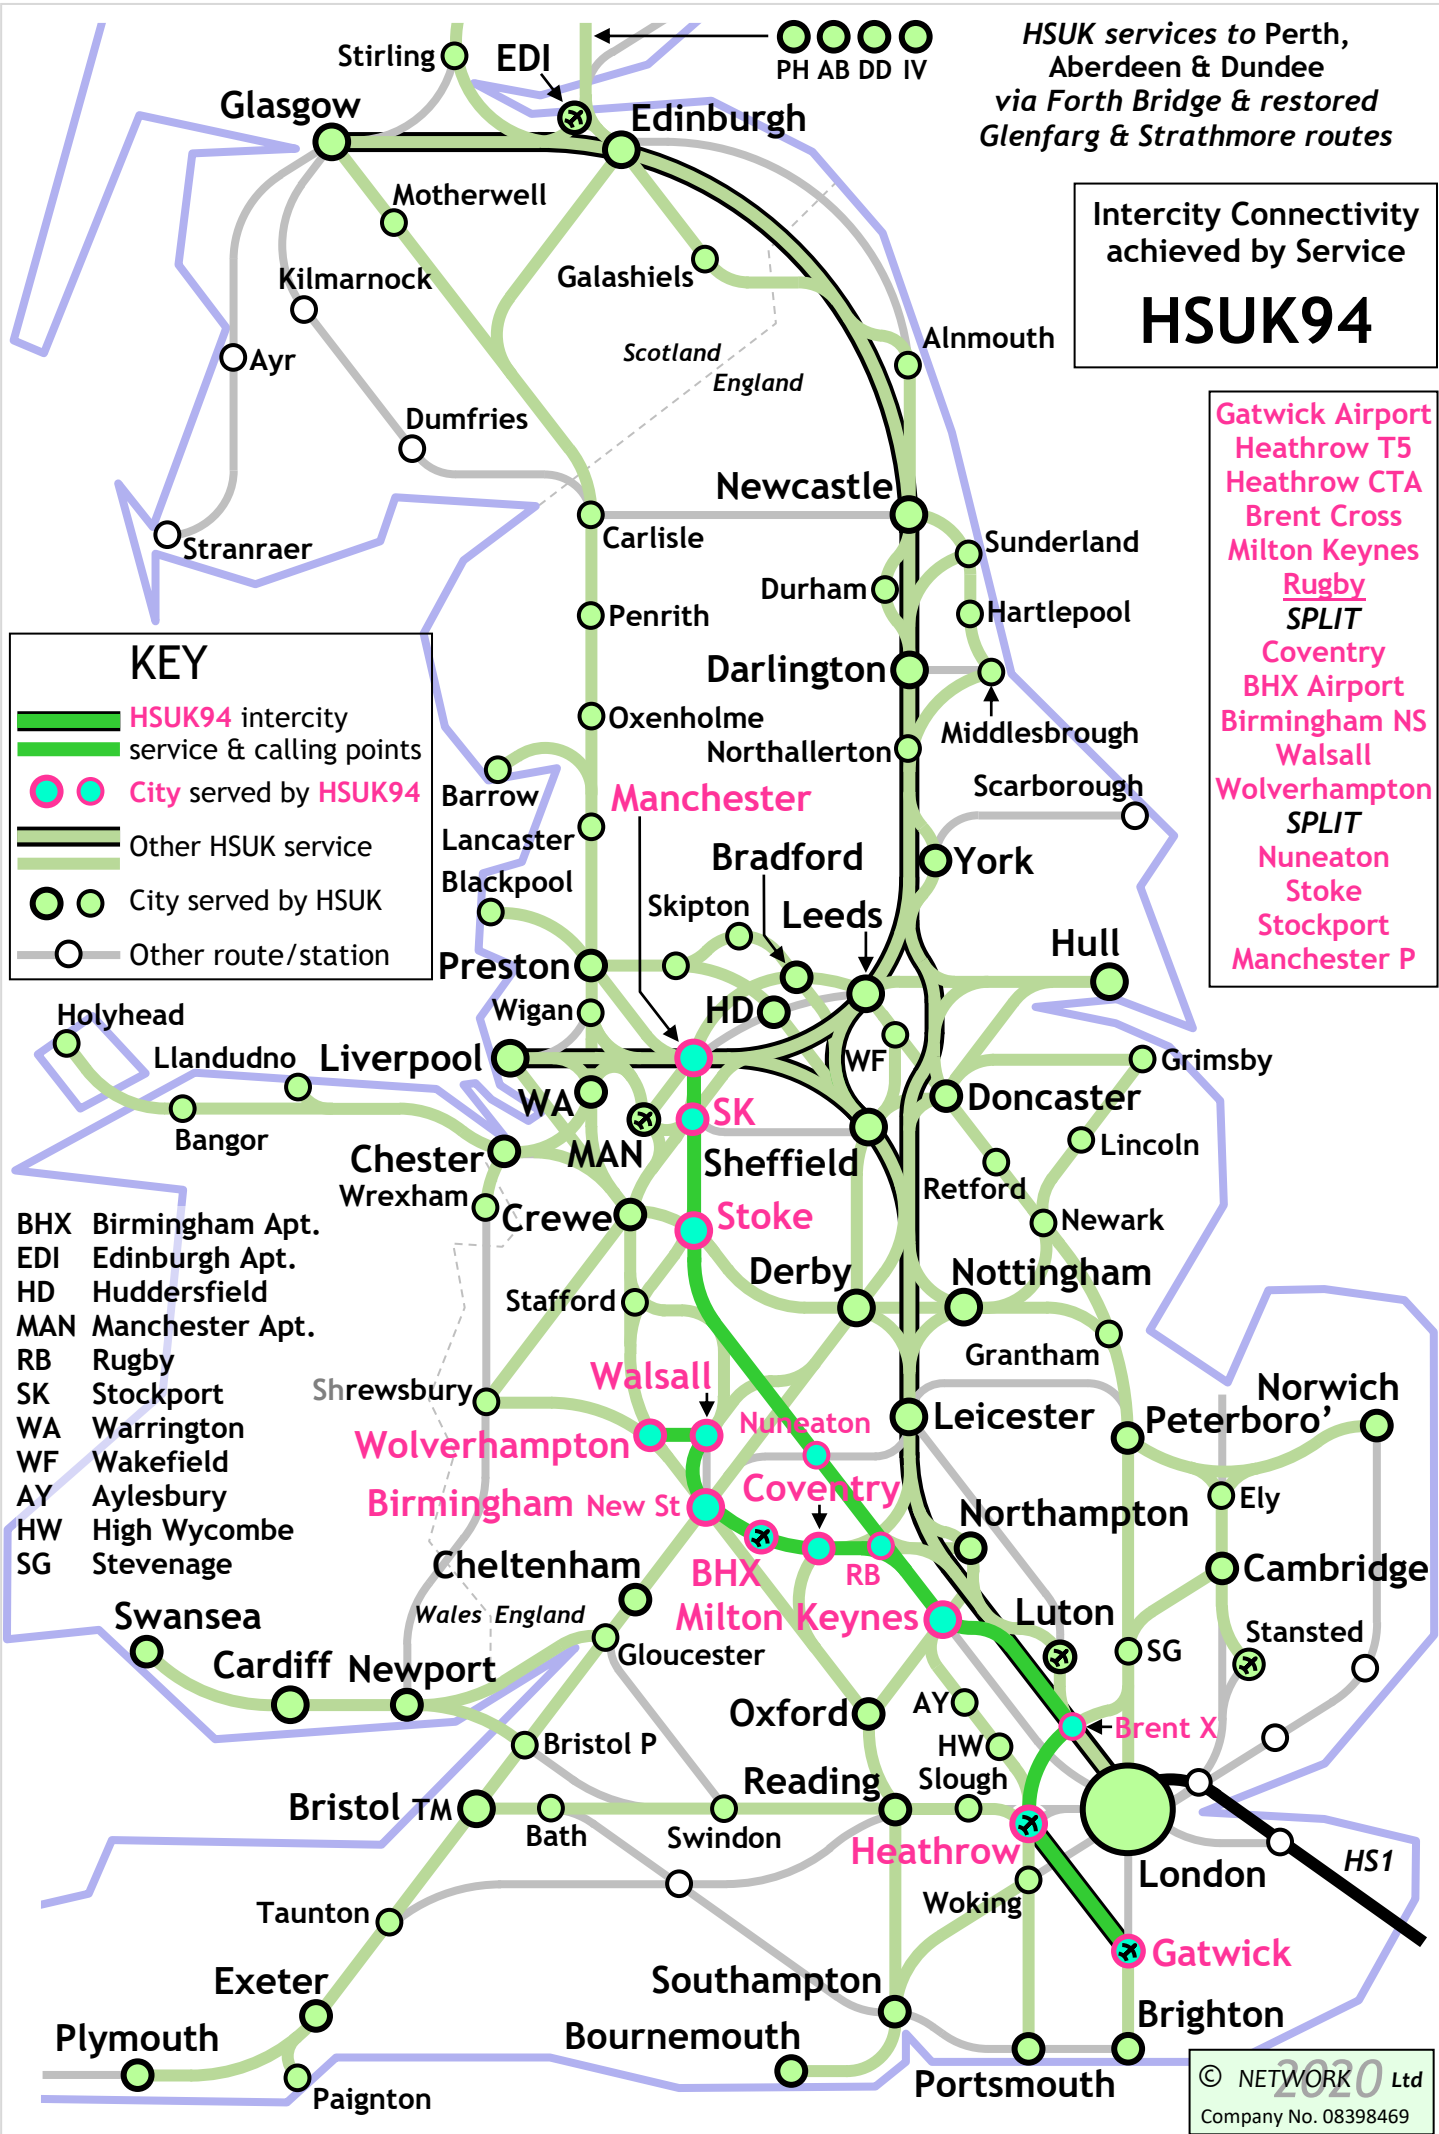 HSUK services to Perth,
Aberdeen & Dundee
via Forth Bridge & restored
Glenfarg & Strathmore routes
PH AB DD IV
Stirling
EDI
Glasgow
Edinburgh
Motherwell
Intercity Connectivity
achieved by Service
HSUK94
Kilmarnock
Galashiels
Ayr
Scotland
England
Alnmouth
Dumfries
Gatwick Airport
Heathrow T5
Heathrow CTA
Brent Cross
Milton Keynes
Rugby
SPLIT
Coventry
BHX Airport
Birmingham NS
Walsall
Wolverhampton
SPLIT
Nuneaton
Stoke
Stockport
Manchester P
Newcastle
Stranraer
Carlisle
Sunderland
Durham
Penrith
Hartlepool
KEY
HSUK94 intercity
service & calling points
City served by HSUK94
Other HSUK service
City served by HSUK
Other route/station
Darlington
Oxenholme
Northallerton
Middlesbrough
Barrow
Manchester
Scarborough
Lancaster
Bradford
York
Blackpool
Skipton
Leeds
Hull
Preston
Wigan
HD
Holyhead
Llandudno
Liverpool
WF
Grimsby
WA
SK
Doncaster
Bangor
MAN
Chester
Sheffield
Lincoln
Wrexham
Retford
Crewe
Stoke
Newark
BHX Birmingham Apt.
EDI Edinburgh Apt.
HD Huddersfield
MAN Manchester Apt.
RB Rugby
SK Stockport
WA Warrington
WF Wakefield
AY Aylesbury
HW High Wycombe
SG Stevenage
Derby
Nottingham
Stafford
Grantham
Walsall
Shrewsbury
Norwich
Nuneaton
Leicester
Peterboro'
Wolverhampton
Coventry
Birmingham New St
Ely
Northampton
Cheltenham
BHX
RB
Cambridge
Wales England
Milton Keynes
Luton
Swansea
Stansted
Gloucester
SG
Cardiff
Newport
Oxford
AY
Bristol P
HW
Brent X
Reading
Slough
Bristol TM
Bath
Swindon
Heathrow
London
HS1
Woking
Taunton
Gatwick
Exeter
Southampton
Brighton
Plymouth
Bournemouth
Portsmouth
Paignton
© NETWORK 2020 Ltd
Company No. 08398469